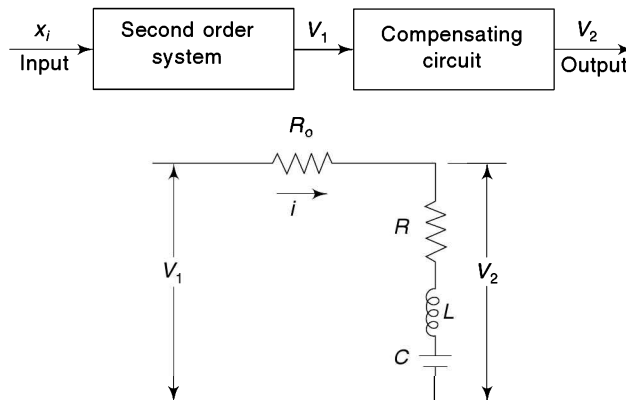 x_i
Input
Second order
system
V_1
Compensating
circuit
V_2
Output
R_o
i
V_1
R
L
C
V_2